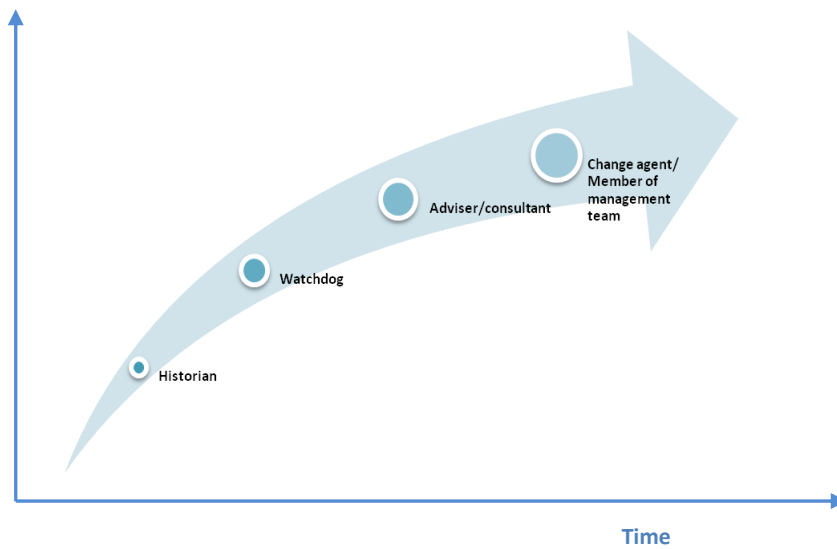 Change agent/
Member of
management
team
Adviser/consultant
Watchdog
Historian
Time